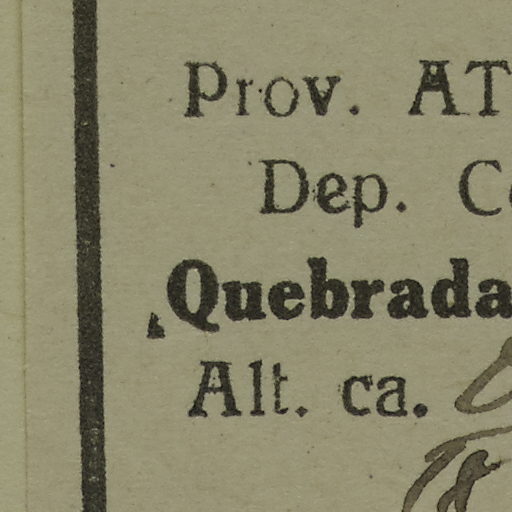 Prov. AT
Dep. C
Quebrada
Alt. ca.